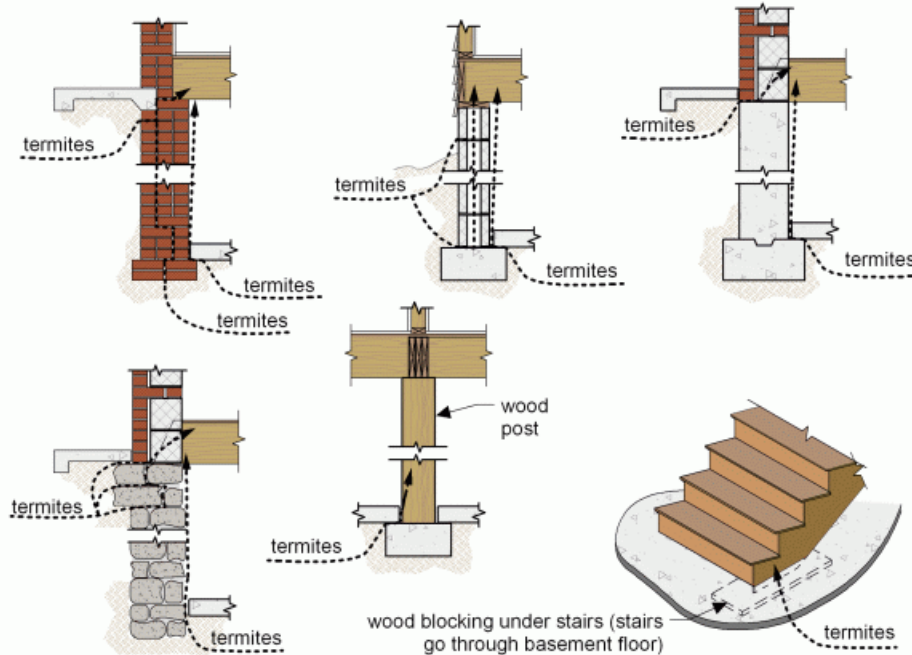 termites
termites
termites
termites
termites
termites
termites
termites
termites
wood
post
termites
wood blocking under stairs (stairs
go through basement floor)
termites